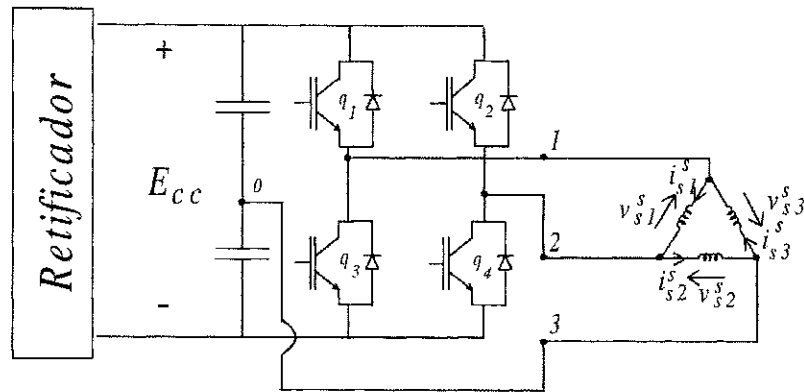 Retificador
+
E_cc
-
0
q_1
q_2
q_3
q_4
1
2
3
i^s_s1
v^s_s1
v^s_s3
i^s_s3
i^s_s2
v^s_s2